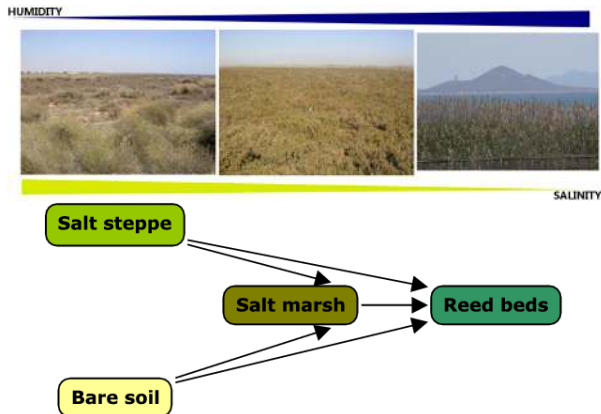 HUMIDITY
SALINITY
Salt steppe
Salt marsh
Reed beds
Bare soil